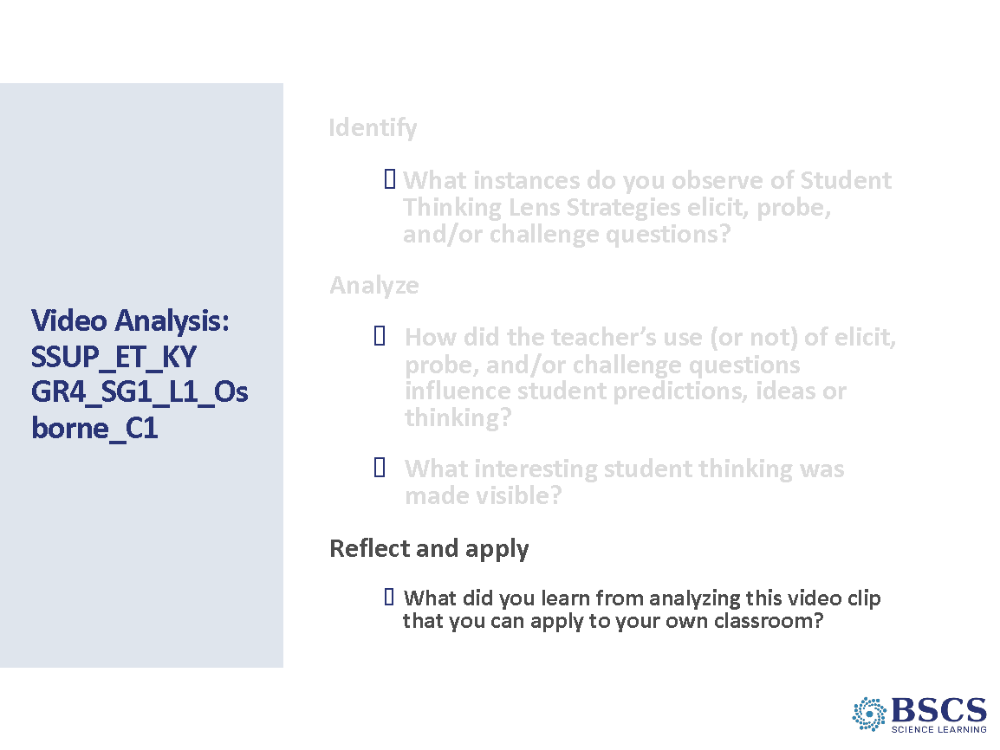 Video Analysis:
SSUP_ET_KY
GR4_SG1_L1_Os
borne_C1
Identify
What instances do you observe of Student
Thinking Lens Strategies elicit, probe,
and/or challenge questions?
Analyze
How did the teacher’s use (or not) of elicit,
probe, and/or challenge questions
influence student predictions, ideas or
thinking?
What interesting student thinking was
made visible?
Reflect and apply
What did you learn from analyzing this video clip
that you can apply to your own classroom?
BSCS
SCIENCE LEARNING